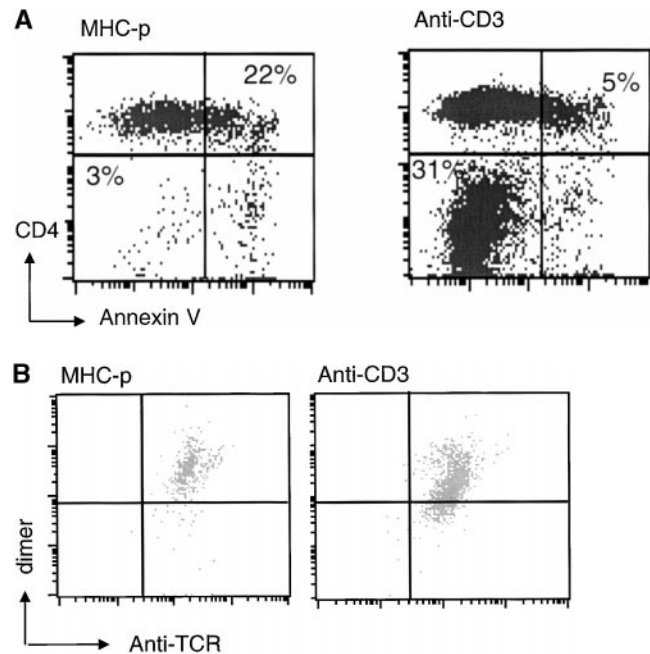 A
MHC-p
Anti-CD3
22%
3%
5%
31%
CD4
Annexin V
B
MHC-p
Anti-CD3
dimer
Anti-TCR